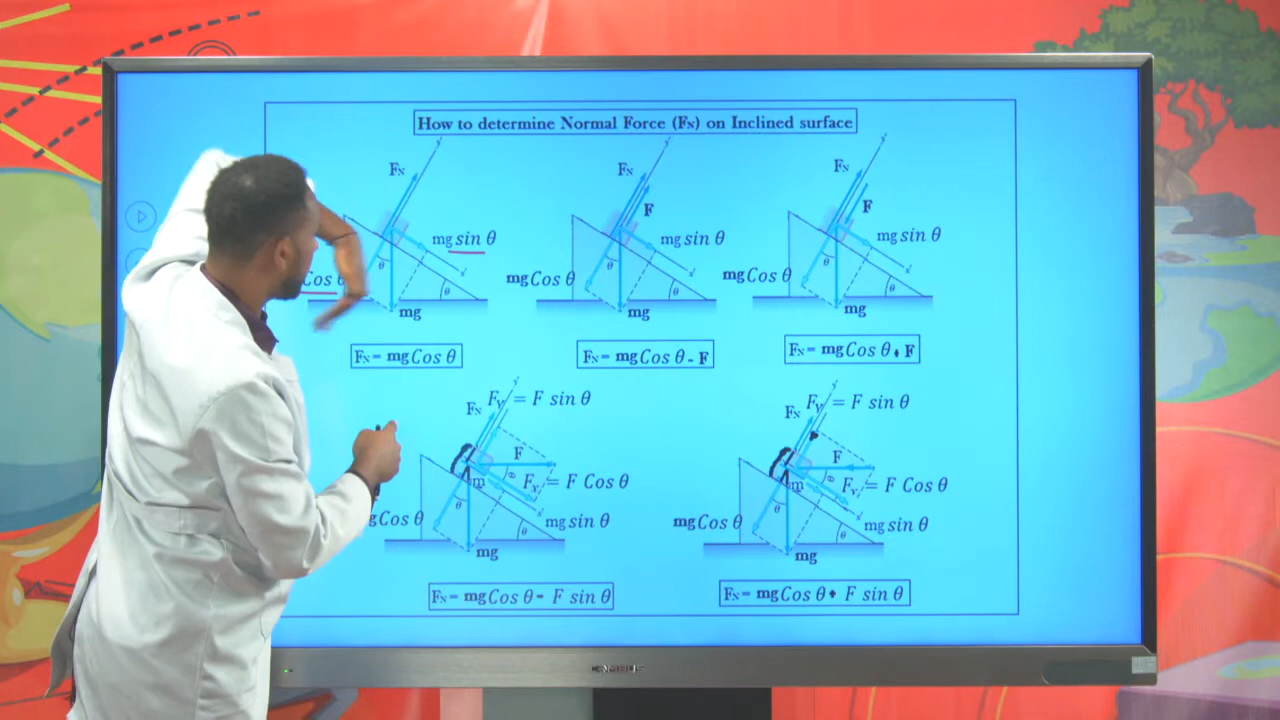 How to determine Normal Force (FN) on Inclined surface
y'
FN
mg sin θ
Cos θ
θ
θ
x'
mg
FN = mgCos θ
y'
FN
F
mg sin θ
mgCos θ
θ
θ
x'
mg
FN = mgCos θ - F
y'
FN
F
mg sin θ
mgCos θ
θ
θ
x'
mg
FN = mgCos θ + F
y'
FN
Fy = F sin θ
F
m
Fx = F Cos θ
gCos θ
θ
θ
x'
mg sin θ
mg
FN = mgCos θ - F sin θ
y'
FN
Fy = F sin θ
F
m
Fx = F Cos θ
mgCos θ
θ
θ
mg sin θ
mg
FN = mgCos θ + F sin θ